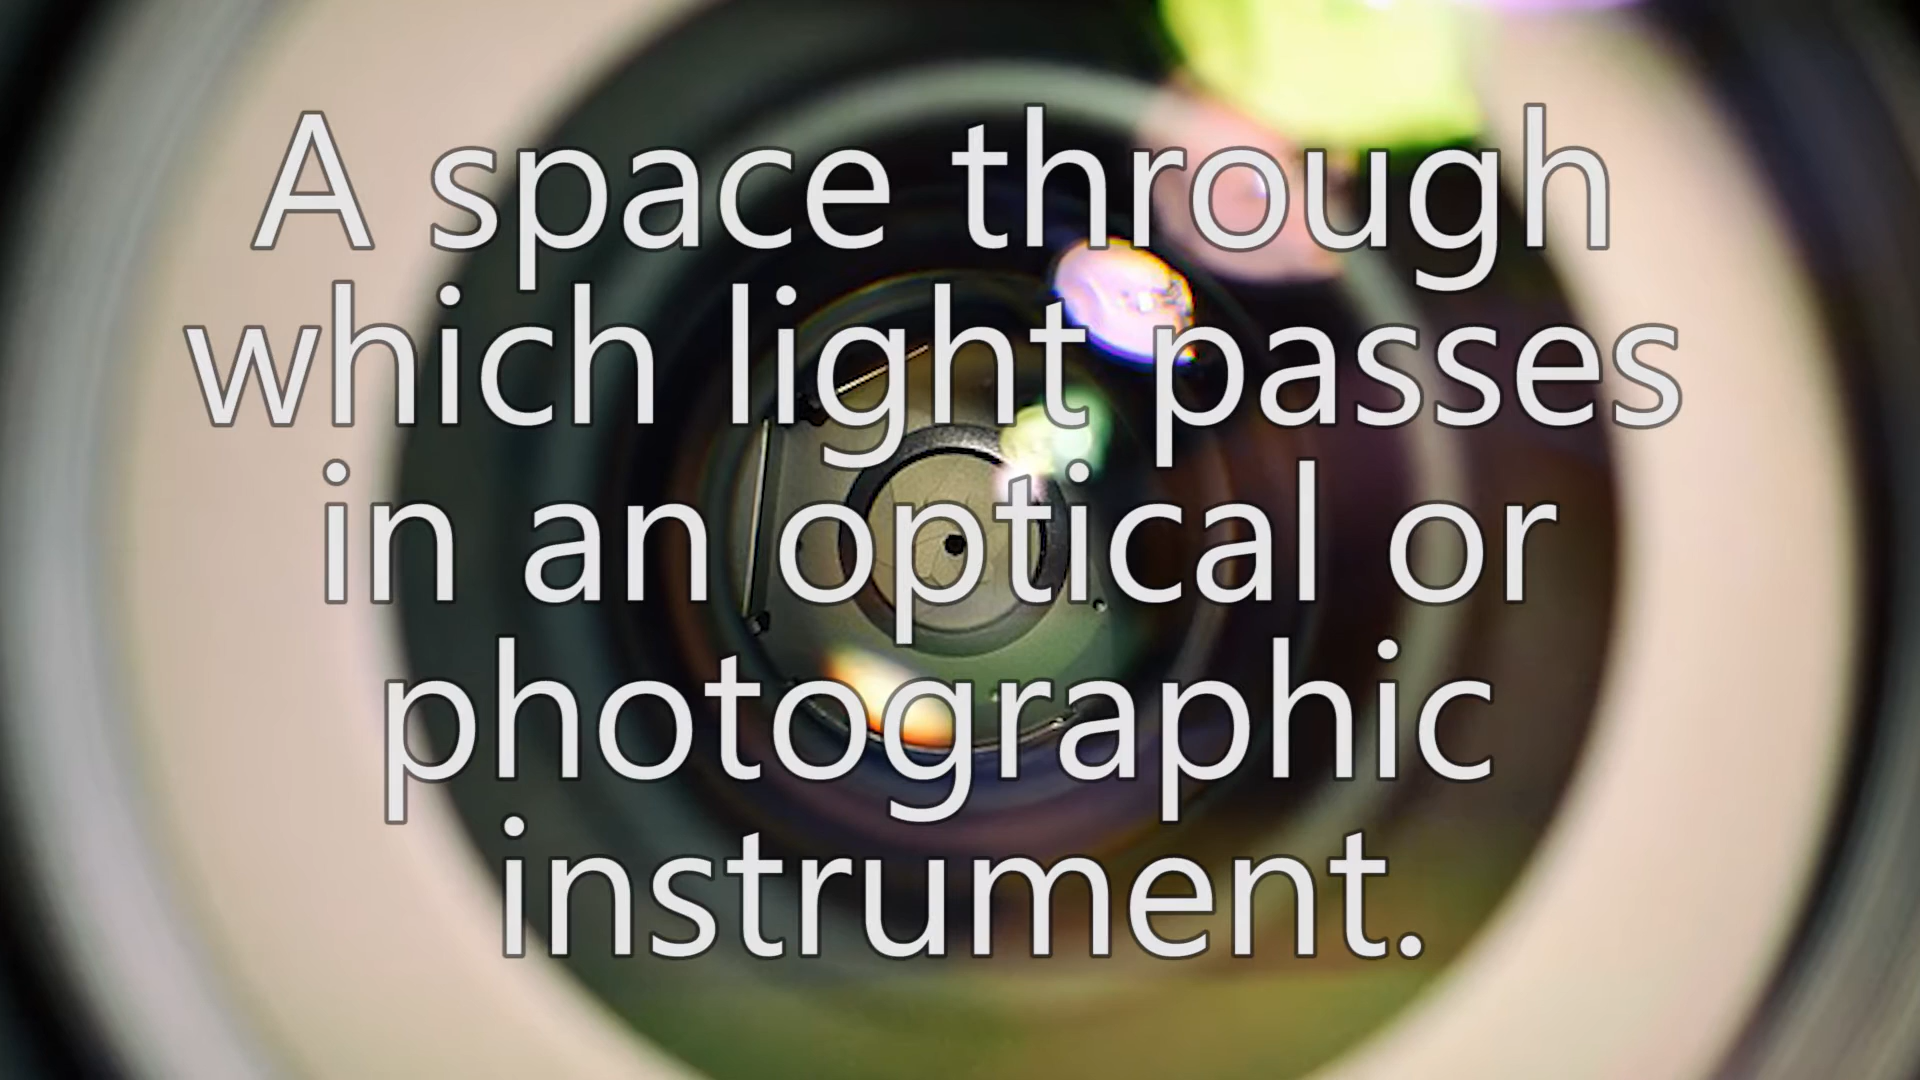 A space through
which light passes
in an optical or
photographic
instrument.